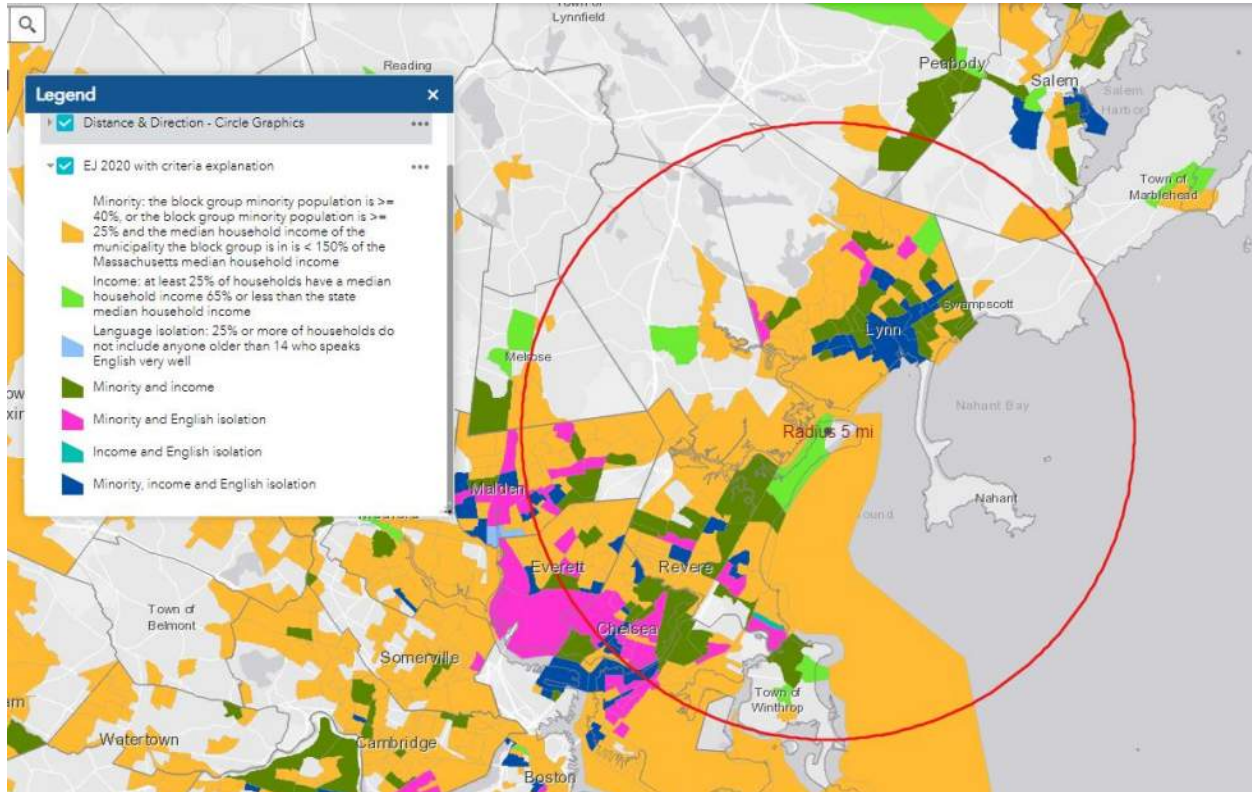 Town of
Lynnfield
Reading
Peabody
Salem
Salem
Harbor
Legend ×
Distance & Direction - Circle Graphics •••
EJ 2020 with criteria explanation •••
Minority: the block group minority population is >=
40%, or the block group minority population is >=
25% and the median household income of the
municipality the block group is in is < 150% of the
Massachusetts median household income
Income: at least 25% of households have a median
household income 65% or less than the state
median household income
Language isolation: 25% or more of households do
not include anyone older than 14 who speaks
English very well
Minority and income
Minority and English isolation
Income and English isolation
Minority, income and English isolation
Town of
Marblehead
Swampscott
Lynn
Melrose
Nahant Bay
Radius 5 mi
Malden
Nahant
ound
Everett
Revere
Town of
Belmont
Chelsea
Somerville
Town of
Winthrop
Watertown
Cambridge
Boston